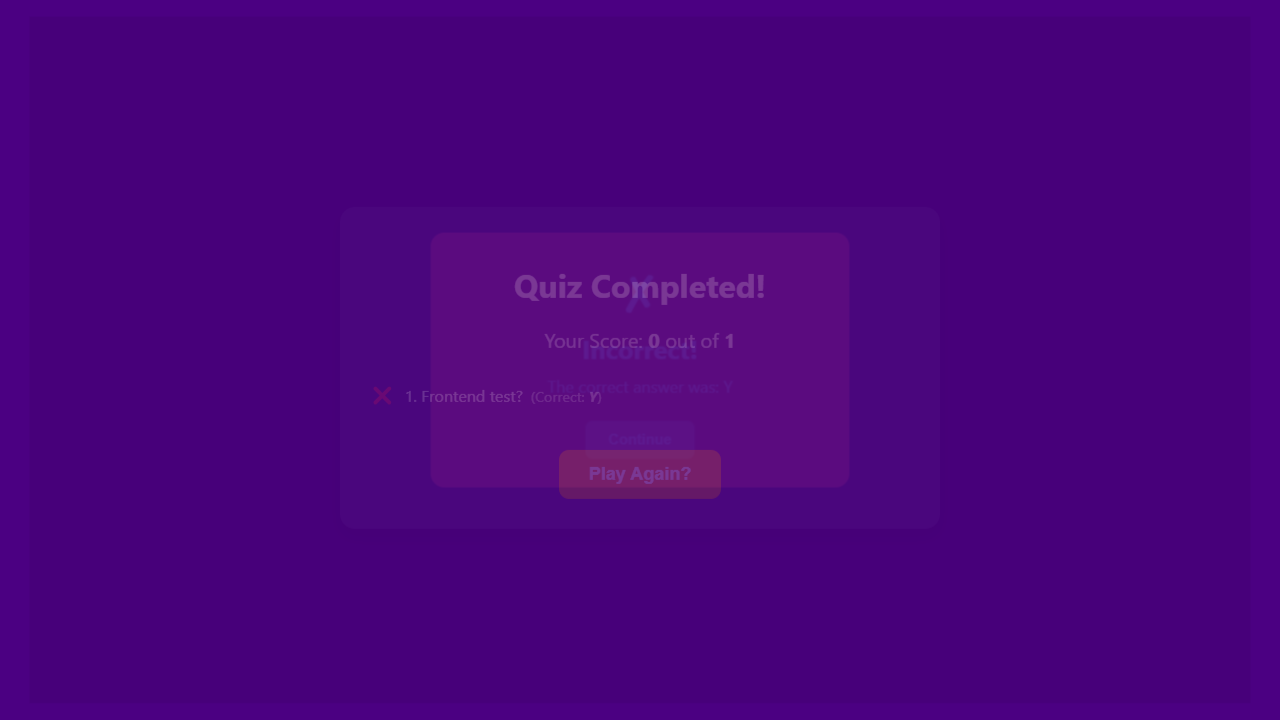 Quiz Completed!
✗
Your Score: 0 out of 1
Incorrect!
The correct answer was: Y
❌ 1. Frontend test? (Correct: Y)
Continue
Play Again?